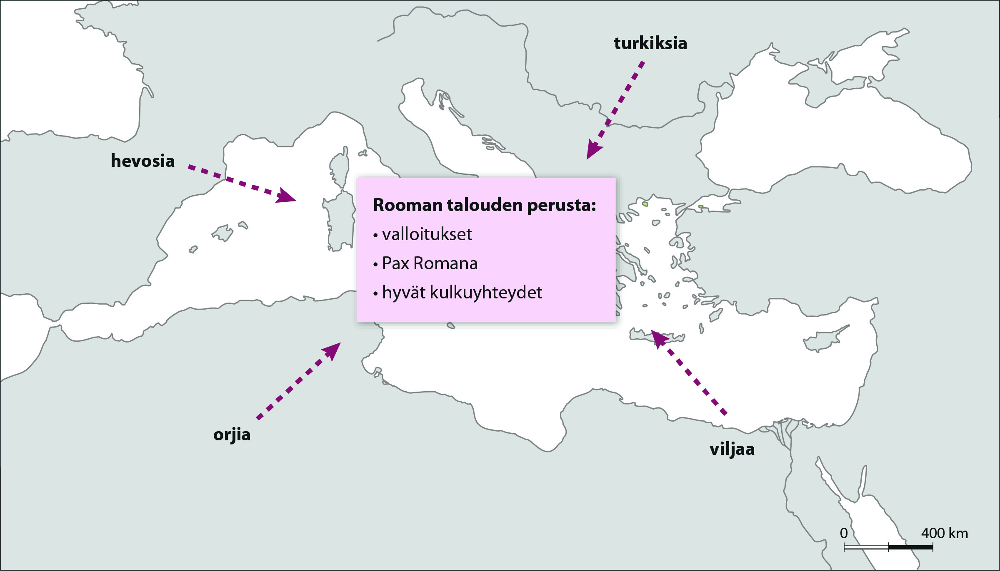 turkiksia
hevosia
Rooman talouden perusta:
• valloitukset
• Pax Romana
• hyvät kulkuyhteydet
orjia
viljaa
0 400 km